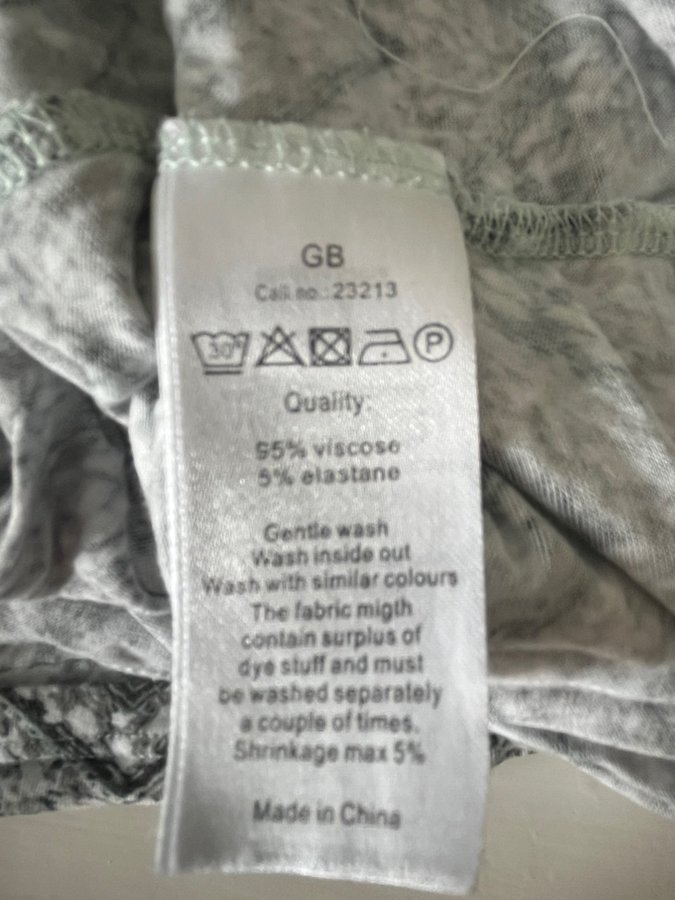 GB
Call no.: 23213
30°
P
Quality:
95% viscose
5% elastane
Gentle wash
Wash inside out
Wash with similar colours
The fabric migth
contain surplus of
dye stuff and must
be washed separately
a couple of times.
Shrinkage max 5%
Made in China